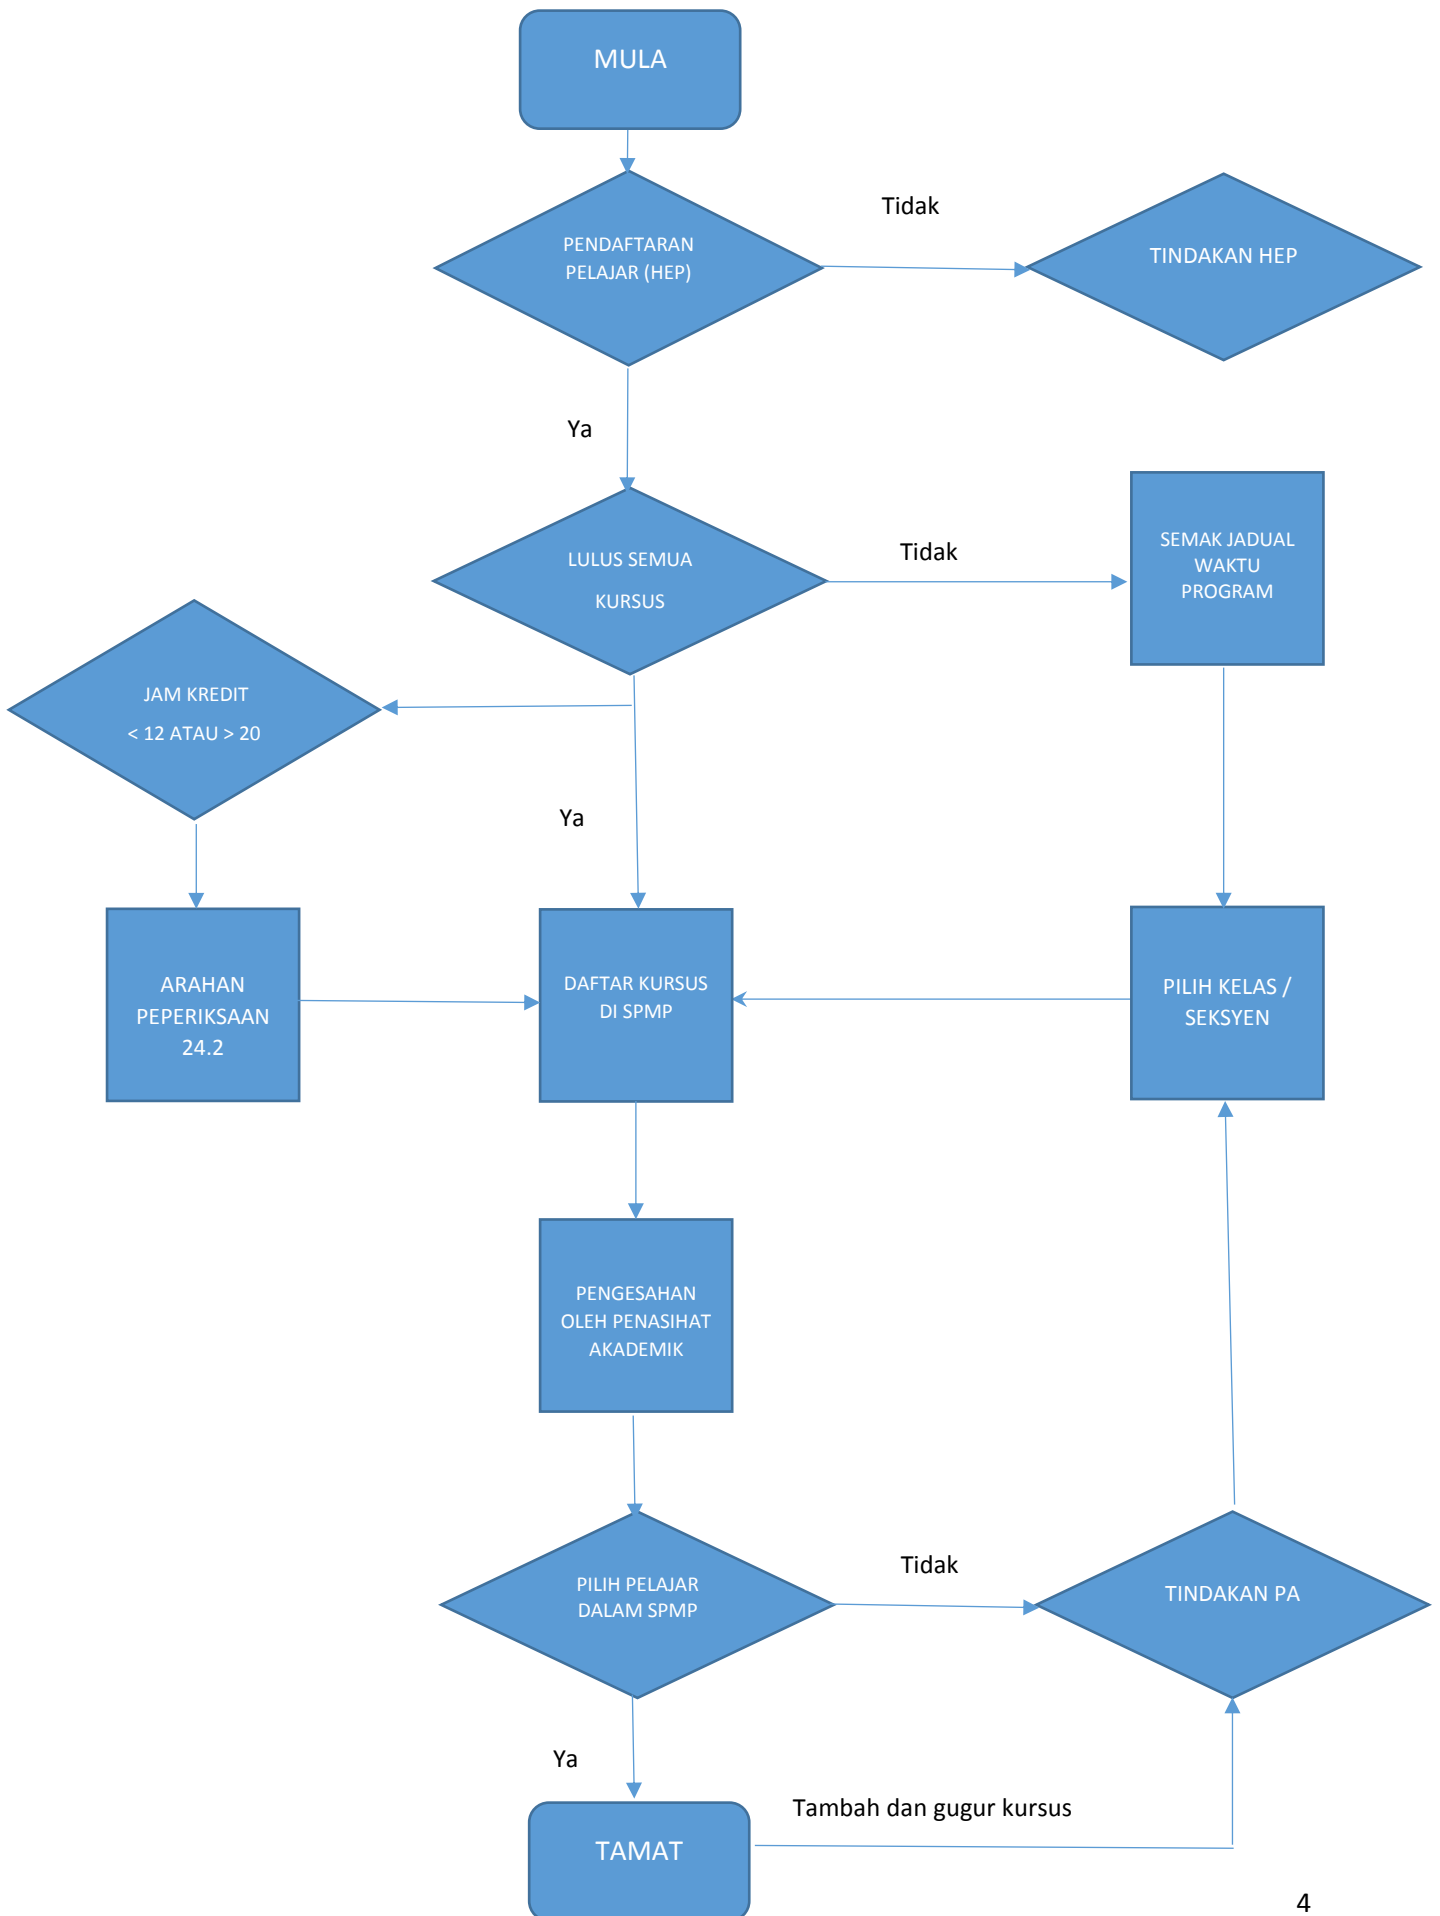 MULA
PENDAFTARAN
PELAJAR (HEP)
Tidak
TINDAKAN HEP
Ya
LULUS SEMUA
KURSUS
Tidak
SEMAK JADUAL
WAKTU
PROGRAM
JAM KREDIT
< 12 ATAU > 20
Ya
ARAHAN
PEPERIKSAAN
24.2
DAFTAR KURSUS
DI SPMP
PILIH KELAS /
SEKSYEN
PENGESAHAN
OLEH PENASIHAT
AKADEMIK
PILIH PELAJAR
DALAM SPMP
Tidak
TINDAKAN PA
Ya
Tambah dan gugur kursus
TAMAT
4